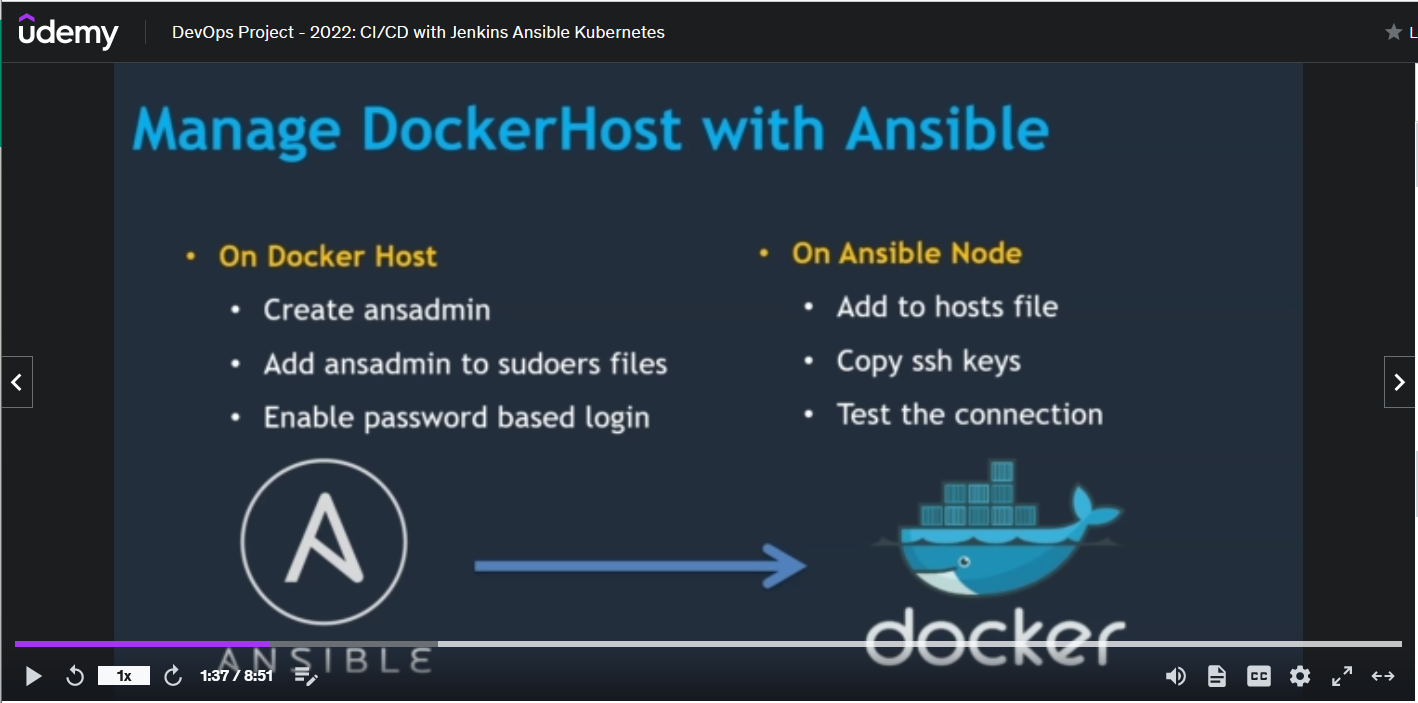 udemy
DevOps Project - 2022: CI/CD with Jenkins Ansible Kubernetes
L
Manage DockerHost with Ansible
• On Docker Host
• Create ansadmin
• Add ansadmin to sudoers files
• Enable password based login
• On Ansible Node
• Add to hosts file
• Copy ssh keys
• Test the connection
A
ANSIBLE
docker
1x
1:37 / 8:51
CC